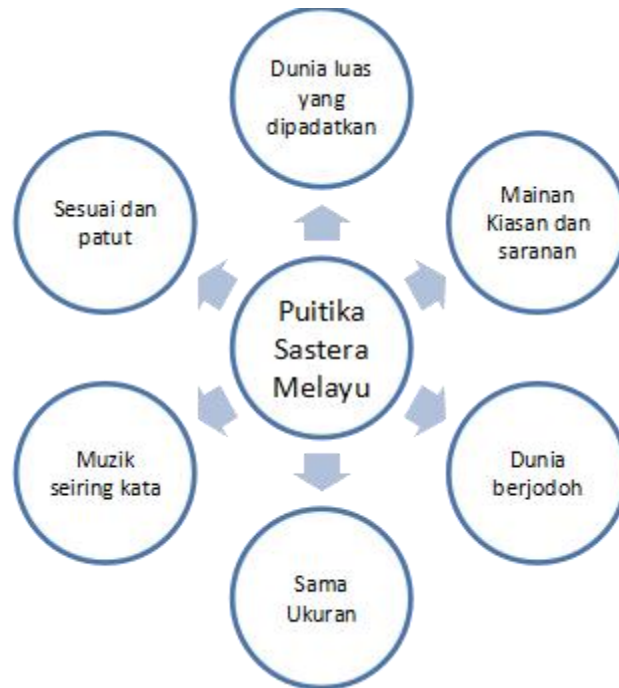 Dunia luas
yang
dipadatkan
Sesuai dan
patut
Mainan
Kiasan dan
saranan
Puitika
Sastera
Melayu
Muzik
seiring kata
Dunia
berjodoh
Sama
Ukuran